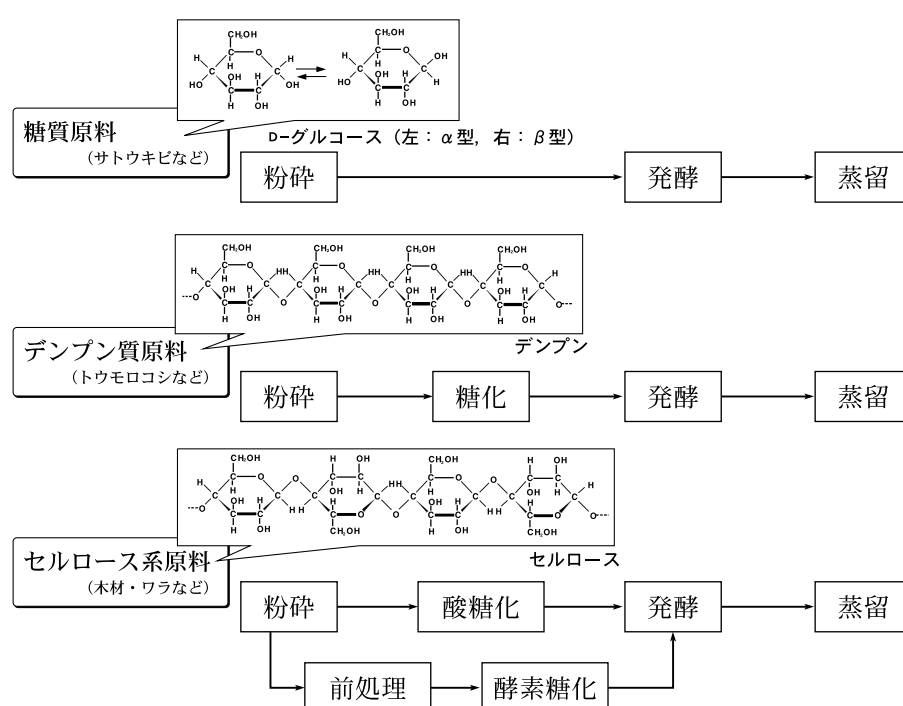 糖質原料
(サトウキビなど)
D−グルコース (左：α型, 右：β型)
粉砕
発酵
蒸留
デンプン質原料
(トウモロコシなど)
デンプン
粉砕
糖化
発酵
蒸留
セルロース系原料
(木材・ワラなど)
セルロース
粉砕
酸糖化
発酵
蒸留
前処理
酵素糖化